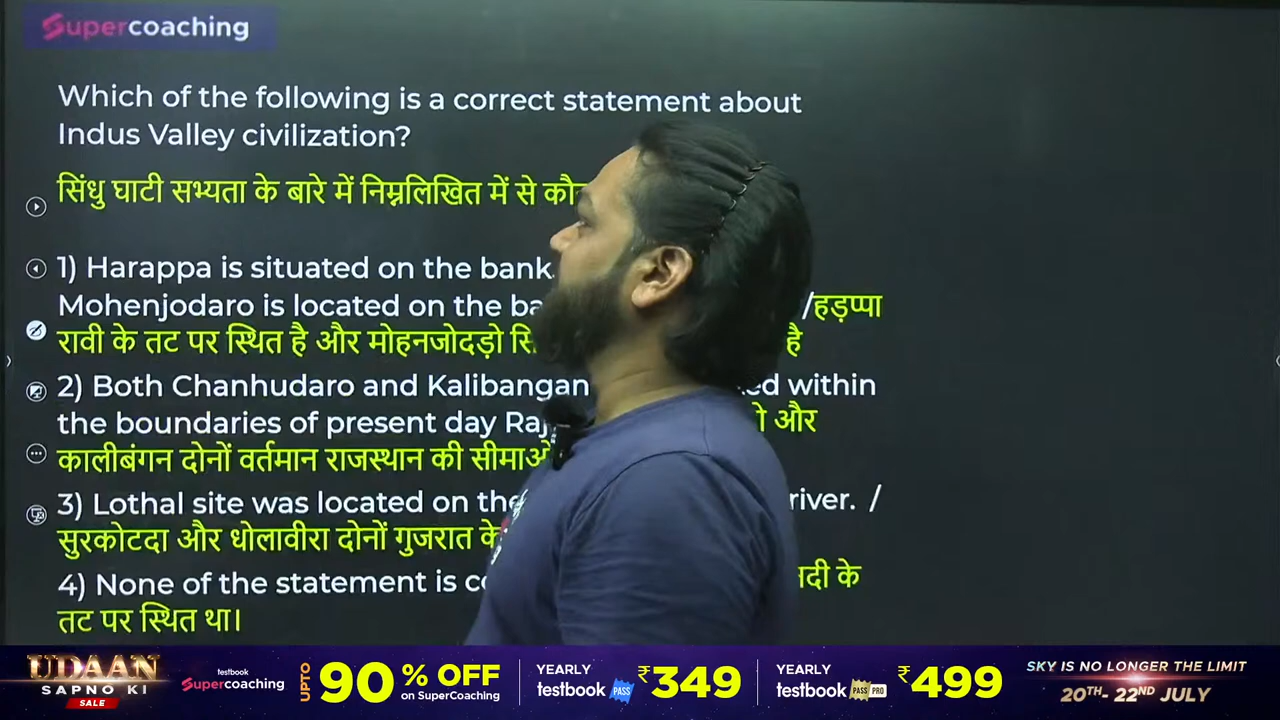 Supercoaching
Which of the following is a correct statement about
Indus Valley civilization?
सिंधु घाटी सभ्यता के बारे में निम्नलिखित में से
1) Harappa is situated on the bank
Mohenjodaro is located on the /हड़प्पा
रावी के तट पर स्थित है और मोहनजोदड़ो है
2) Both Chanhudaro and Kalibangan within
the boundaries of present day और
कालीबंगन दोनों वर्तमान राजस्थान की
3) Lothal site was located on the river. /
सुरकोटदा और धोलावीरा दोनों गुजरात के
4) None of the statement is के
तट पर स्थित था।
UDAAN
SAPNO KI
SALE
testbook
Supercoaching
UPTO 90% OFF
on SuperCoaching
YEARLY
testbook PASS
₹349
YEARLY
testbook PASS PRO
₹499
SKY IS NO LONGER THE LIMIT
20TH- 22ND JULY